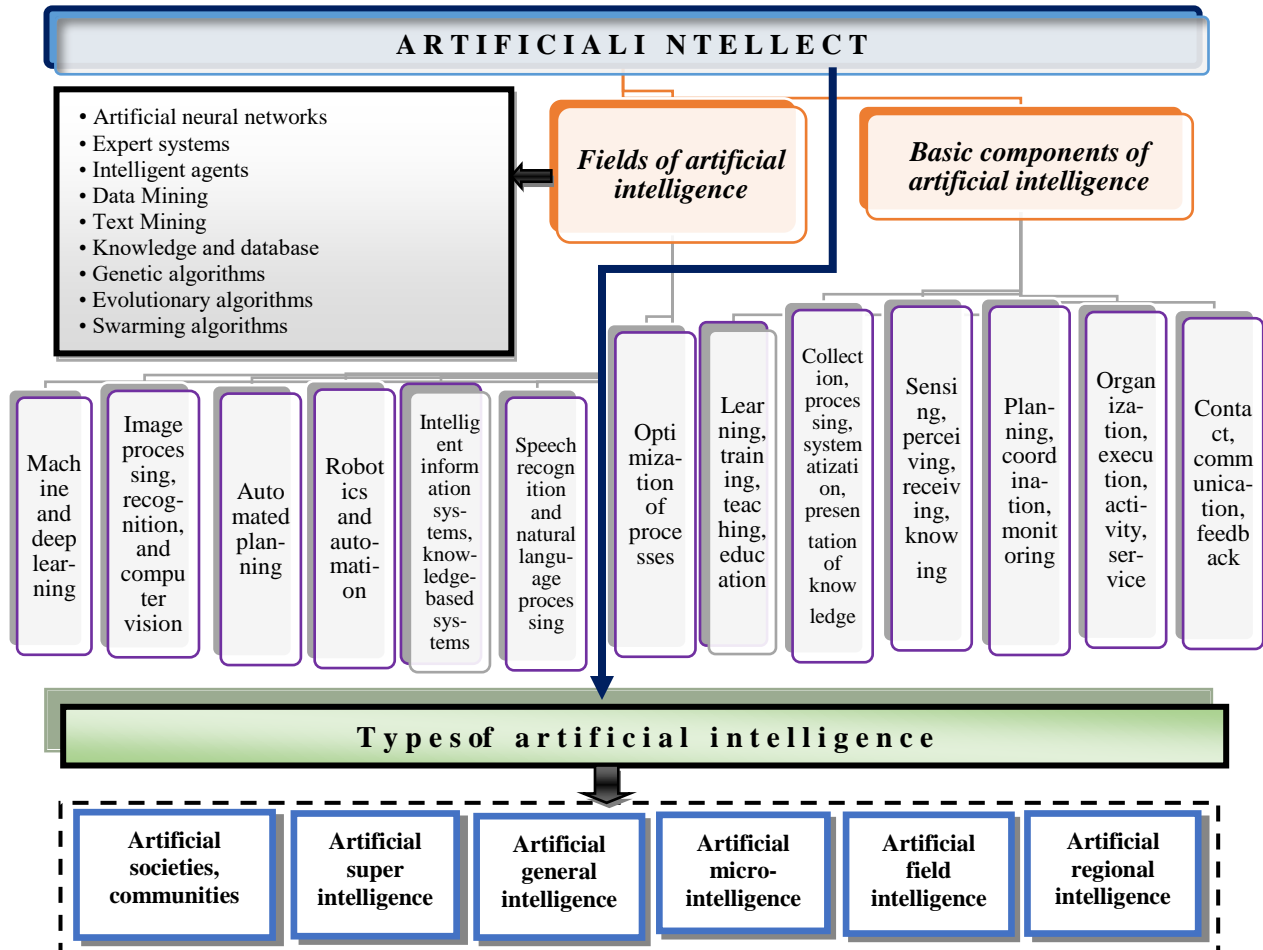 ARTIFICIALI NTELLECT
• Artificial neural networks
• Expert systems
• Intelligent agents
• Data Mining
• Text Mining
• Knowledge and database
• Genetic algorithms
• Evolutionary algorithms
• Swarming algorithms
Fields of artificial
intelligence
Basic components of
artificial intelligence
Mach
ine
and
deep
lear-
ning
Image
proces
sing,
recog-
nition,
and
compu
ter
vision
Auto
mated
plan-
ning
Robot
ics
and
auto-
mati-
on
Intellig
ent
inform
ation
sys-
tems,
know-
ledge-
based
sys-
tems
Speech
recog
nition
and
natural
langu-
age
proces
sing
Opti
miza-
tion
of
proce
sses
Lear
ning,
train
ing,
teac
hing,
educ
ation
Collect
ion,
proces
sing,
system
atizati
on,
presen
tation
of
know
ledge
Sensi
ng,
percei
ving,
receiv
ing,
know
ing
Plan-
ning,
coord
ina-
tion,
monit
oring
Organ
iza-
tion,
execu
tion,
acti-
vity,
ser-
vice
Conta
ct,
comm
unica-
tion,
feedb
ack
Typesof artificial intelligence
Artificial
societies,
communities
Artificial
super
intelligence
Artificial
general
intelligence
Artificial
micro-
intelligence
Artificial
field
intelligence
Artificial
regional
intelligence